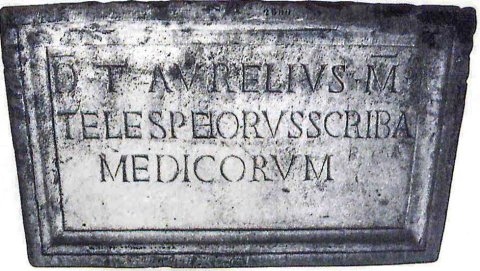 D T AVRELIVS · M
TELESPHORVS SCRIBA
MEDICORVM